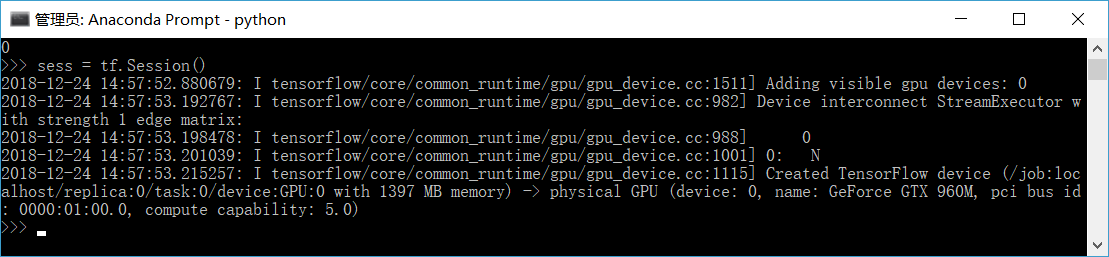 管理员: Anaconda Prompt - python
0
>>> sess = tf.Session()
2018-12-24 14:57:52.880679: I tensorflow/core/common_runtime/gpu/gpu_device.cc:1511] Adding visible gpu devices: 0
2018-12-24 14:57:53.192767: I tensorflow/core/common_runtime/gpu/gpu_device.cc:982] Device interconnect StreamExecutor w
ith strength 1 edge matrix:
2018-12-24 14:57:53.198478: I tensorflow/core/common_runtime/gpu/gpu_device.cc:988]      0
2018-12-24 14:57:53.201039: I tensorflow/core/common_runtime/gpu/gpu_device.cc:1001] 0:   N
2018-12-24 14:57:53.215257: I tensorflow/core/common_runtime/gpu/gpu_device.cc:1115] Created TensorFlow device (/job:loc
alhost/replica:0/task:0/device:GPU:0 with 1397 MB memory) -> physical GPU (device: 0, name: GeForce GTX 960M, pci bus id
: 0000:01:00.0, compute capability: 5.0)
>>>